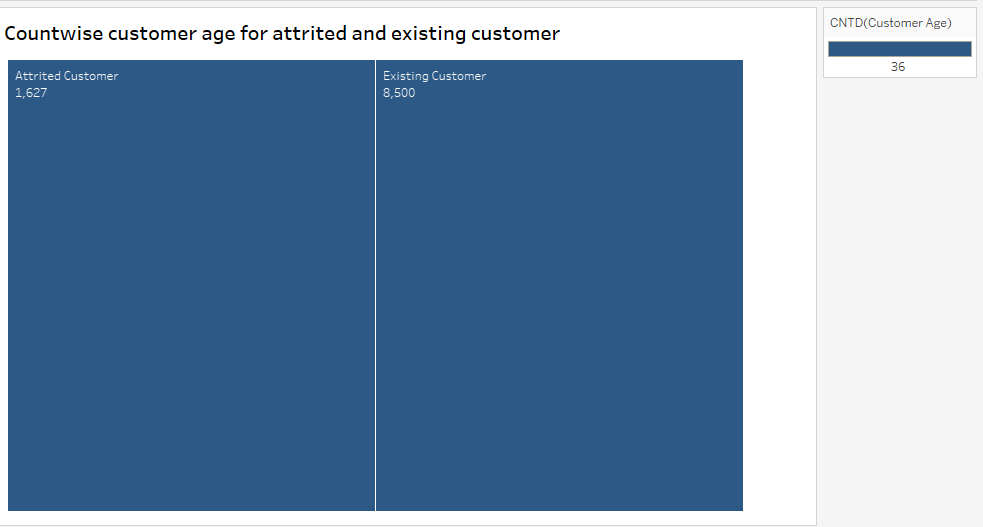 Countwise customer age for attrited and existing customer
Attrited Customer
1,627
Existing Customer
8,500
CNTD(Customer Age)
36